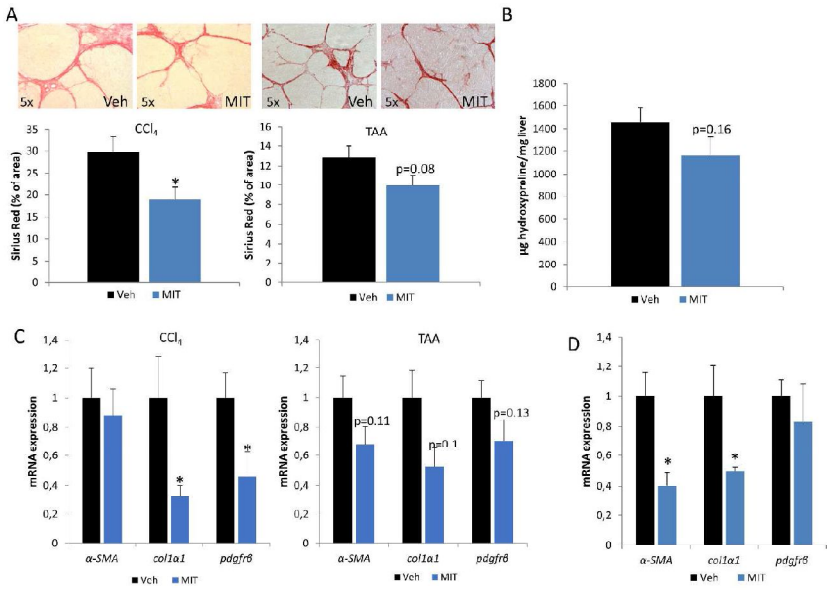 A
5x Veh
5x MIT
5x Veh
5x MIT
CCl4
Sirius Red (% of area)
35
30
25
20
15
10
5
0
*
Veh MIT
TAA
Sirius Red (% of area)
16
14
12
10
8
6
4
2
0
p=0.08
Veh MIT
B
µg hydroxyproline/mg liver
1800
1600
1400
1200
1000
800
600
400
200
0
p=0.16
Veh MIT
C
CCl4
mRNA expression
1,4
1,2
1
0,8
0,6
0,4
0,2
0
*
*
α-SMA col1α1 pdgfrβ
Veh MIT
TAA
mRNA expression
1,4
1,2
1
0,8
0,6
0,4
0,2
0
p=0.11
p=0.1
p=0.13
α-SMA col1α1 pdgfrβ
Veh MIT
D
mRNA expression
1,4
1,2
1
0,8
0,6
0,4
0,2
0
*
*
α-SMA col1α1 pdgfrβ
Veh MIT